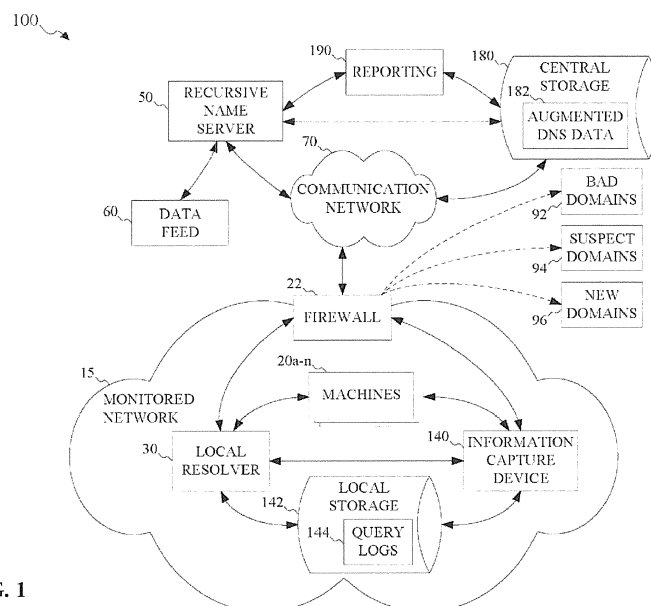 100
190
REPORTING
180
CENTRAL
STORAGE
182
AUGMENTED
DNS DATA
50
RECURSIVE
NAME
SERVER
70
COMMUNICATION
NETWORK
60
DATA
FEED
BAD
DOMAINS
92
SUSPECT
DOMAINS
94
NEW
DOMAINS
96
22
FIREWALL
15
MONITORED
NETWORK
20a-n
MACHINES
30
LOCAL
RESOLVER
140
INFORMATION
CAPTURE
DEVICE
142
LOCAL
STORAGE
144
QUERY
LOGS
G. 1